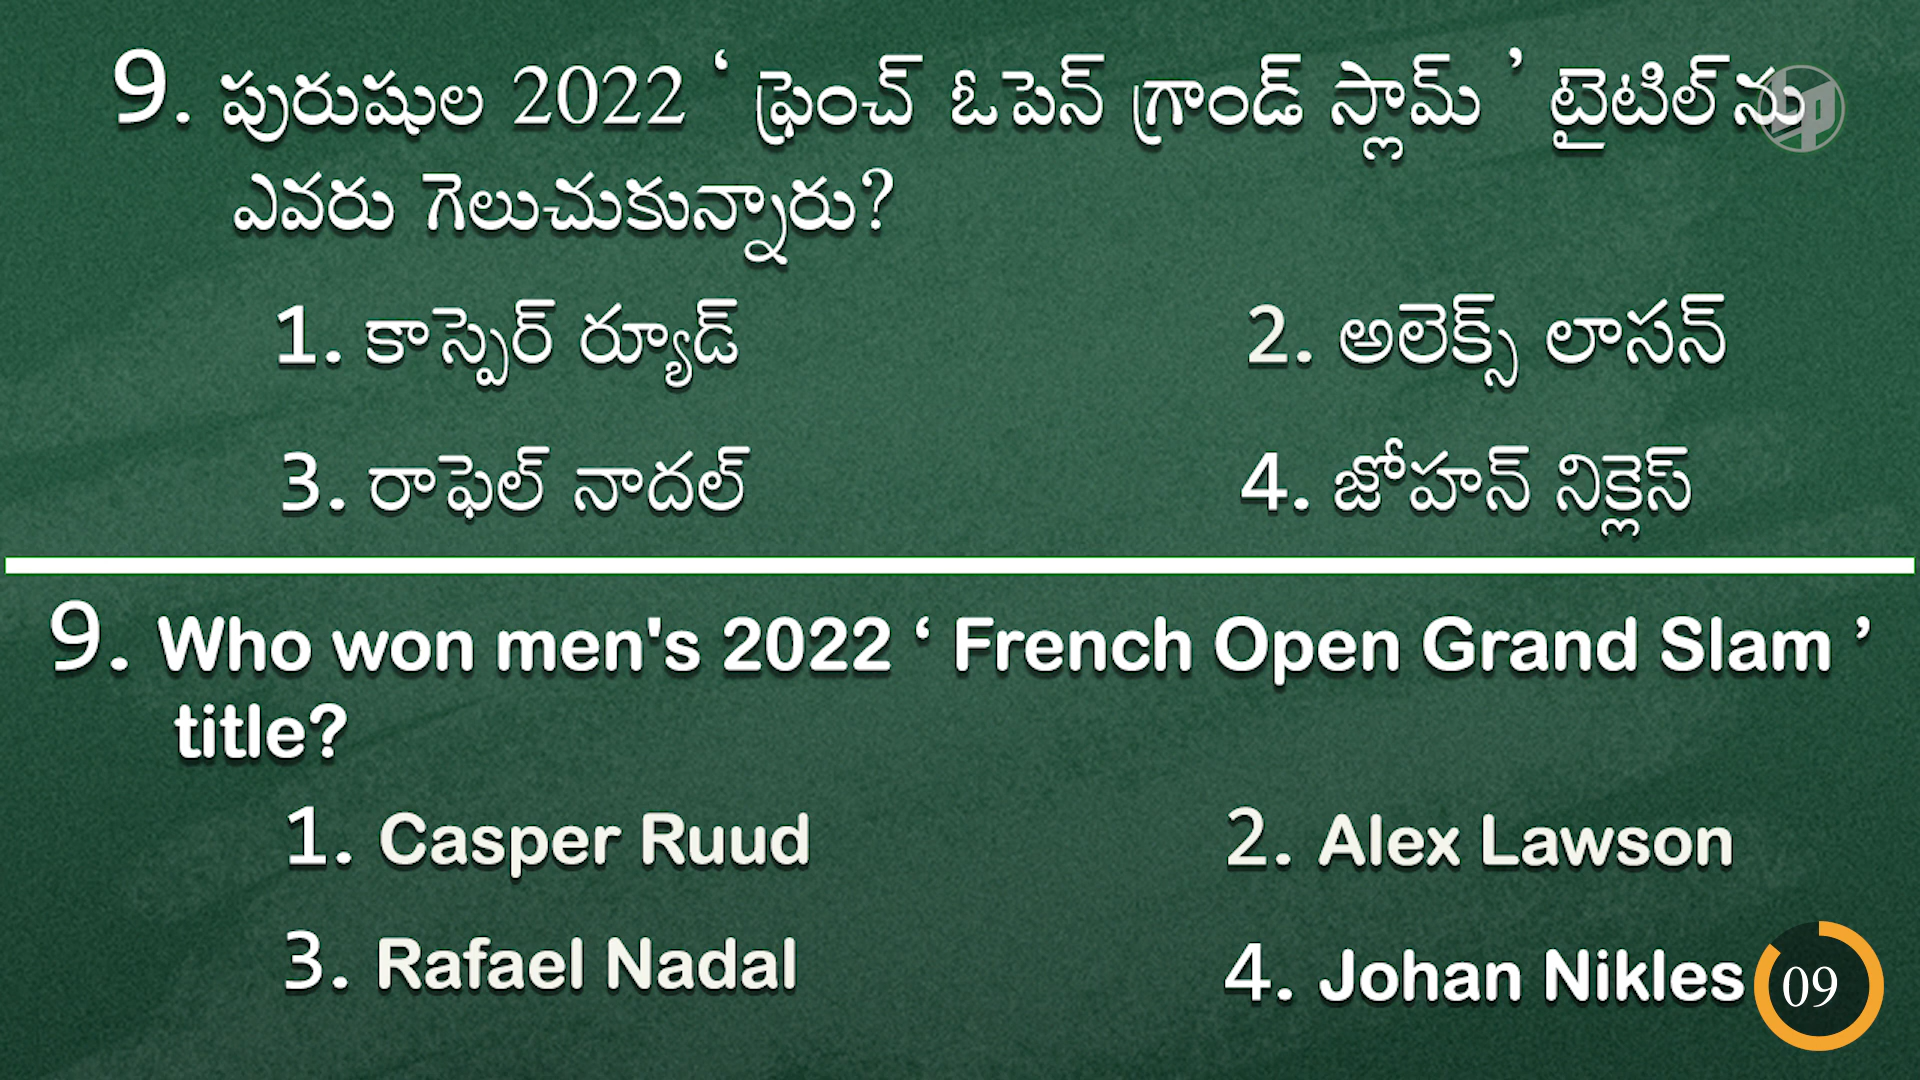 9. పురుషుల 2022 ‘ ఫ్రెంచ్ ఓపెన్ గ్రాండ్ స్లామ్ ’ టైటిల్‌ను
ఎవరు గెలుచుకున్నారు?
1. కాస్పెర్ ర్యూడ్ 2. అలెక్స్ లాసన్
3. రాఫెల్ నాదల్ 4. జోహన్ నిక్లెస్
9. Who won men's 2022 ‘ French Open Grand Slam ’
title?
1. Casper Ruud 2. Alex Lawson
3. Rafael Nadal 4. Johan Nikles
09